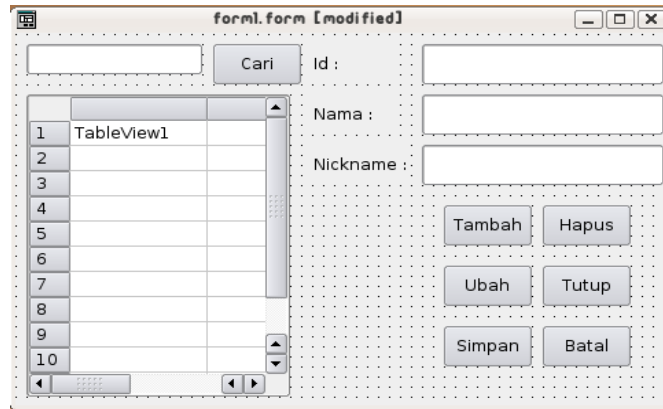 form1.form [modified]
Cari
Id :
Nama :
Nickname :
1 TableView1
2
3
4
5
6
7
8
9
10
Tambah Hapus
Ubah Tutup
Simpan Batal